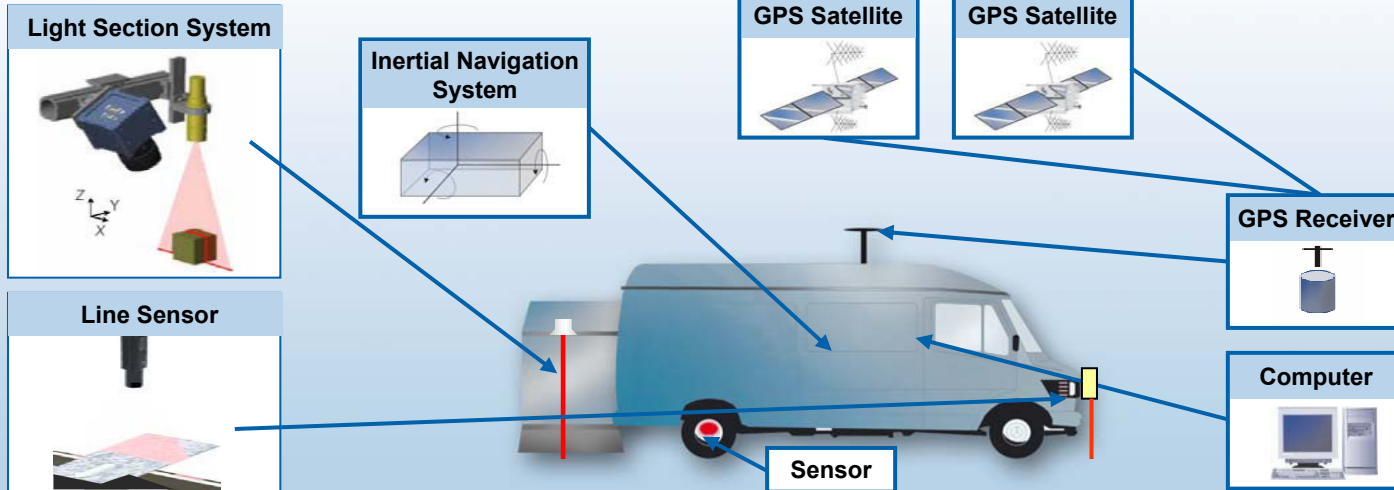 Light Section System
Z
Y
X
Inertial Navigation
System
GPS Satellite
GPS Satellite
GPS Receiver
Line Sensor
Computer
Sensor